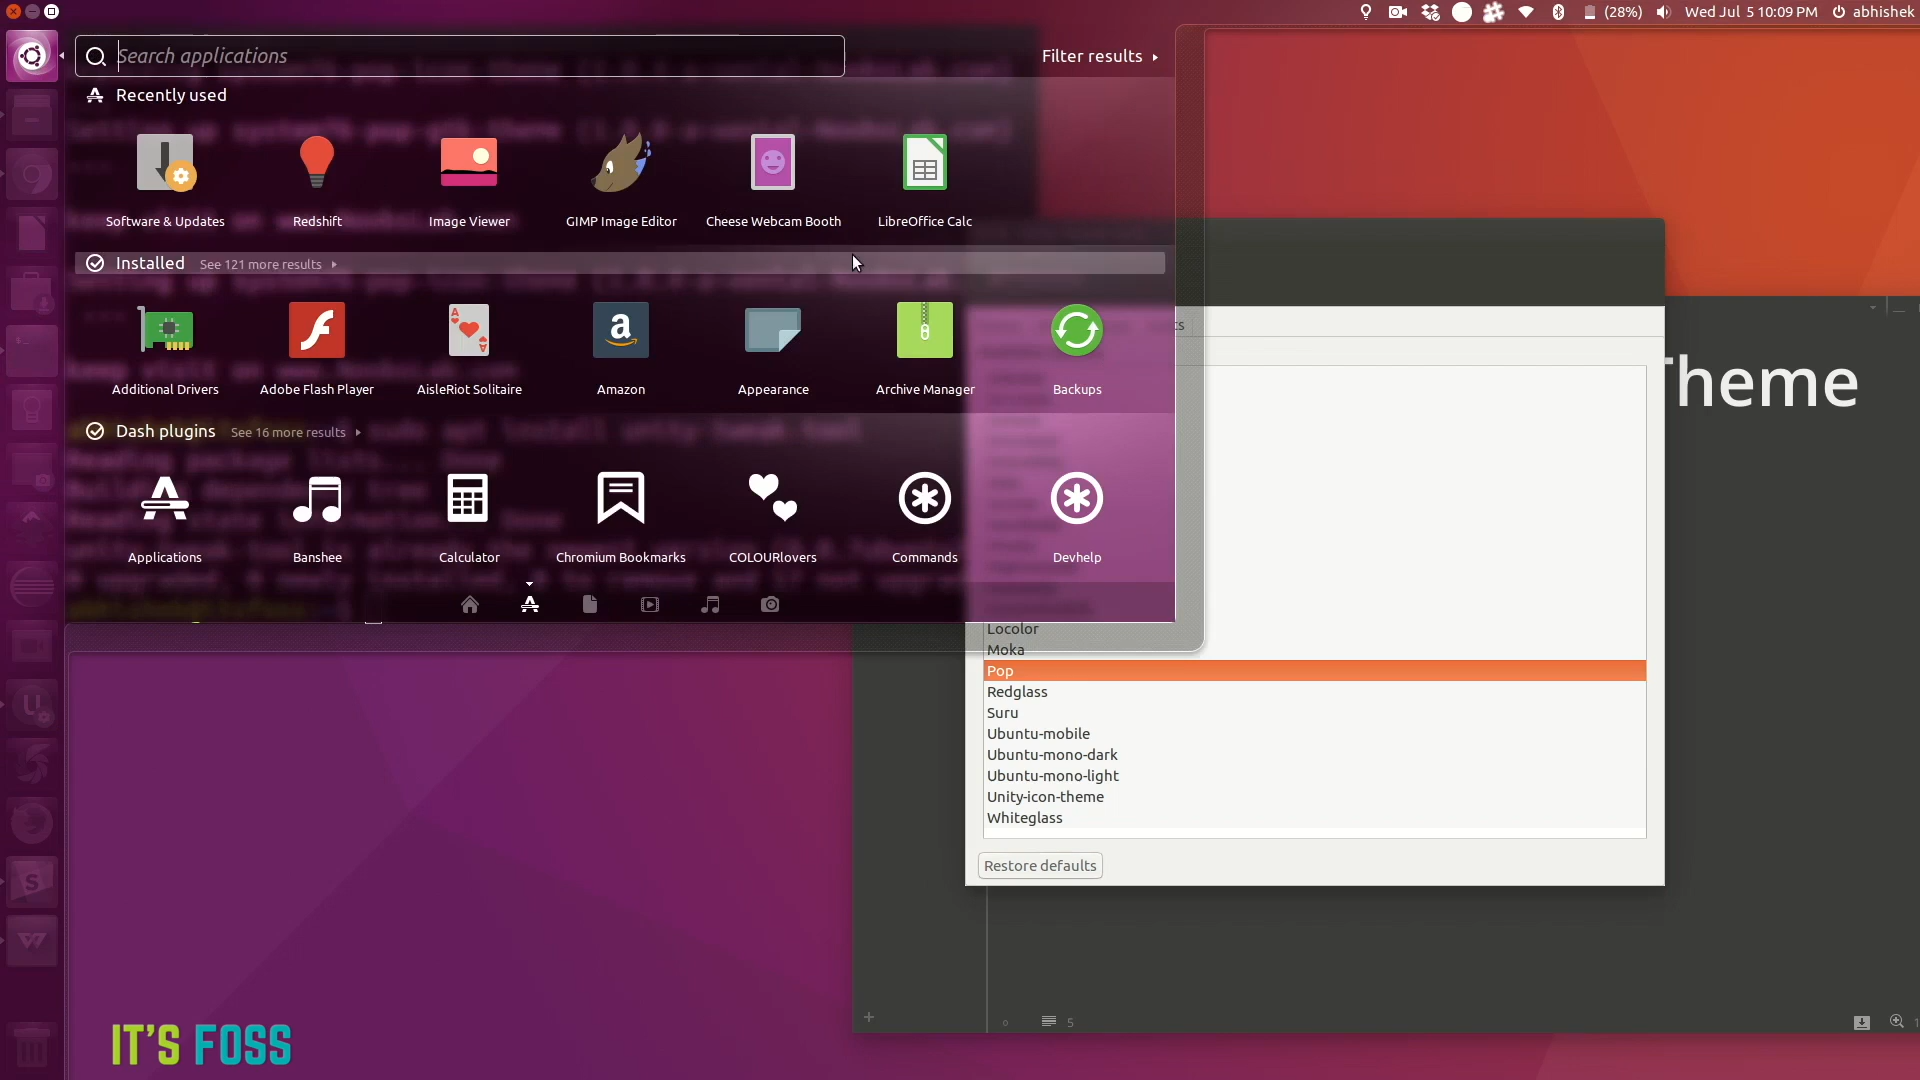 (28%) Wed Jul 5 10:09 PM abhishek
Search applications
Filter results
Recently used
Software & Updates Redshift Image Viewer GIMP Image Editor Cheese Webcam Booth LibreOffice Calc
Installed See 121 more results
Additional Drivers Adobe Flash Player AisleRiot Solitaire Amazon Appearance Archive Manager Backups
Dash plugins See 16 more results
Applications Banshee Calculator Chromium Bookmarks COLOURlovers Commands Devhelp
Theme
Locolor
Moka
Pop
Redglass
Suru
Ubuntu-mobile
Ubuntu-mono-dark
Ubuntu-mono-light
Unity-icon-theme
Whiteglass
Restore defaults
5
IT'S FOSS